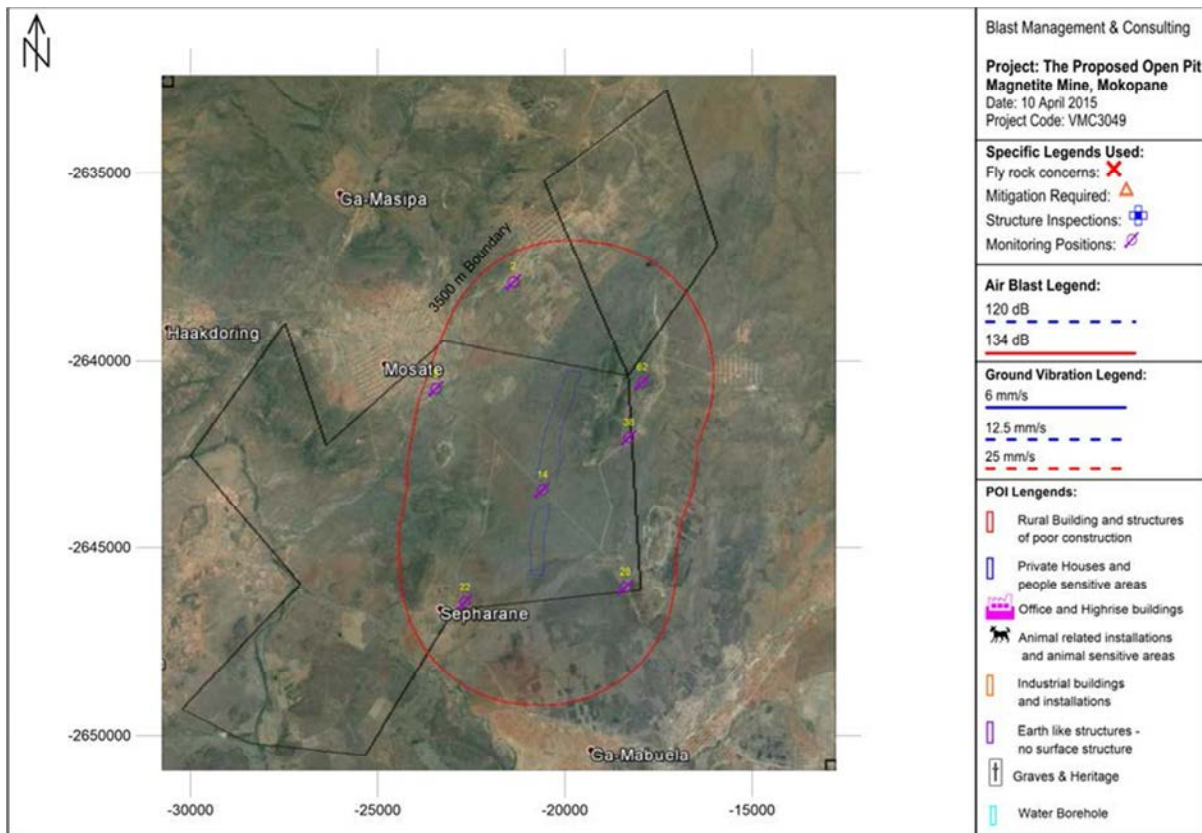 N
-2635000
-2640000
-2645000
-2650000
-30000
-25000
-20000
-15000
Ga-Masipa
3500 m Boundary
2
Haakdoring
Mosate
62
38
14
22
28
Sepharane
Ga-Mabuela
Blast Management & Consulting
Project: The Proposed Open Pit
Magnetite Mine, Mokopane
Date: 10 April 2015
Project Code: VMC3049
Specific Legends Used:
Fly rock concerns:
Mitigation Required:
Structure Inspections:
Monitoring Positions:
Air Blast Legend:
120 dB
134 dB
Ground Vibration Legend:
6 mm/s
12.5 mm/s
25 mm/s
POI Lengends:
Rural Building and structures
of poor construction
Private Houses and
people sensitive areas
Office and Highrise buildings
Animal related installations
and animal sensitive areas
Industrial buildings
and installations
Earth like structures -
no surface structure
Graves & Heritage
Water Borehole